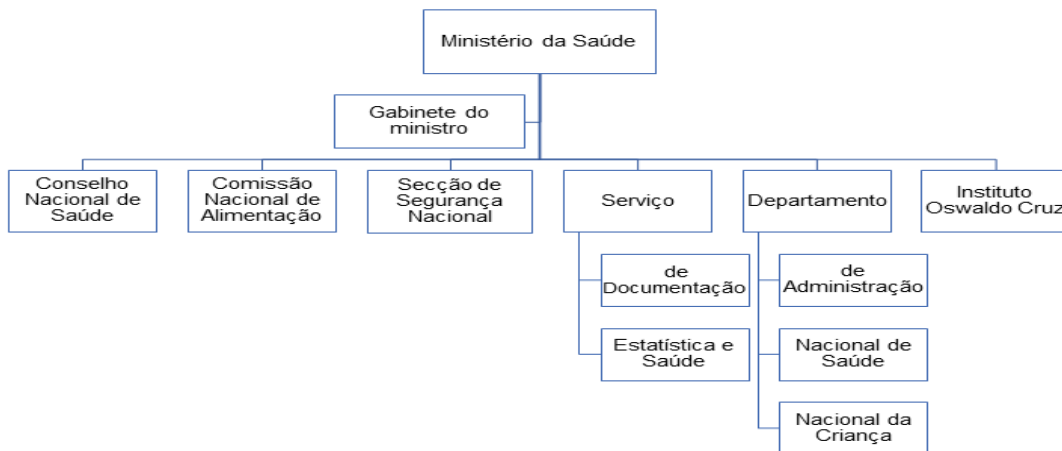 Ministério da Saúde
Gabinete do
ministro
Conselho
Nacional de
Saúde
Comissão
Nacional de
Alimentação
Secção de
Segurança
Nacional
Serviço
Departamento
Instituto
Oswaldo Cruz
de
Documentação
Estatística e
Saúde
de
Administração
Nacional de
Saúde
Nacional da
Criança